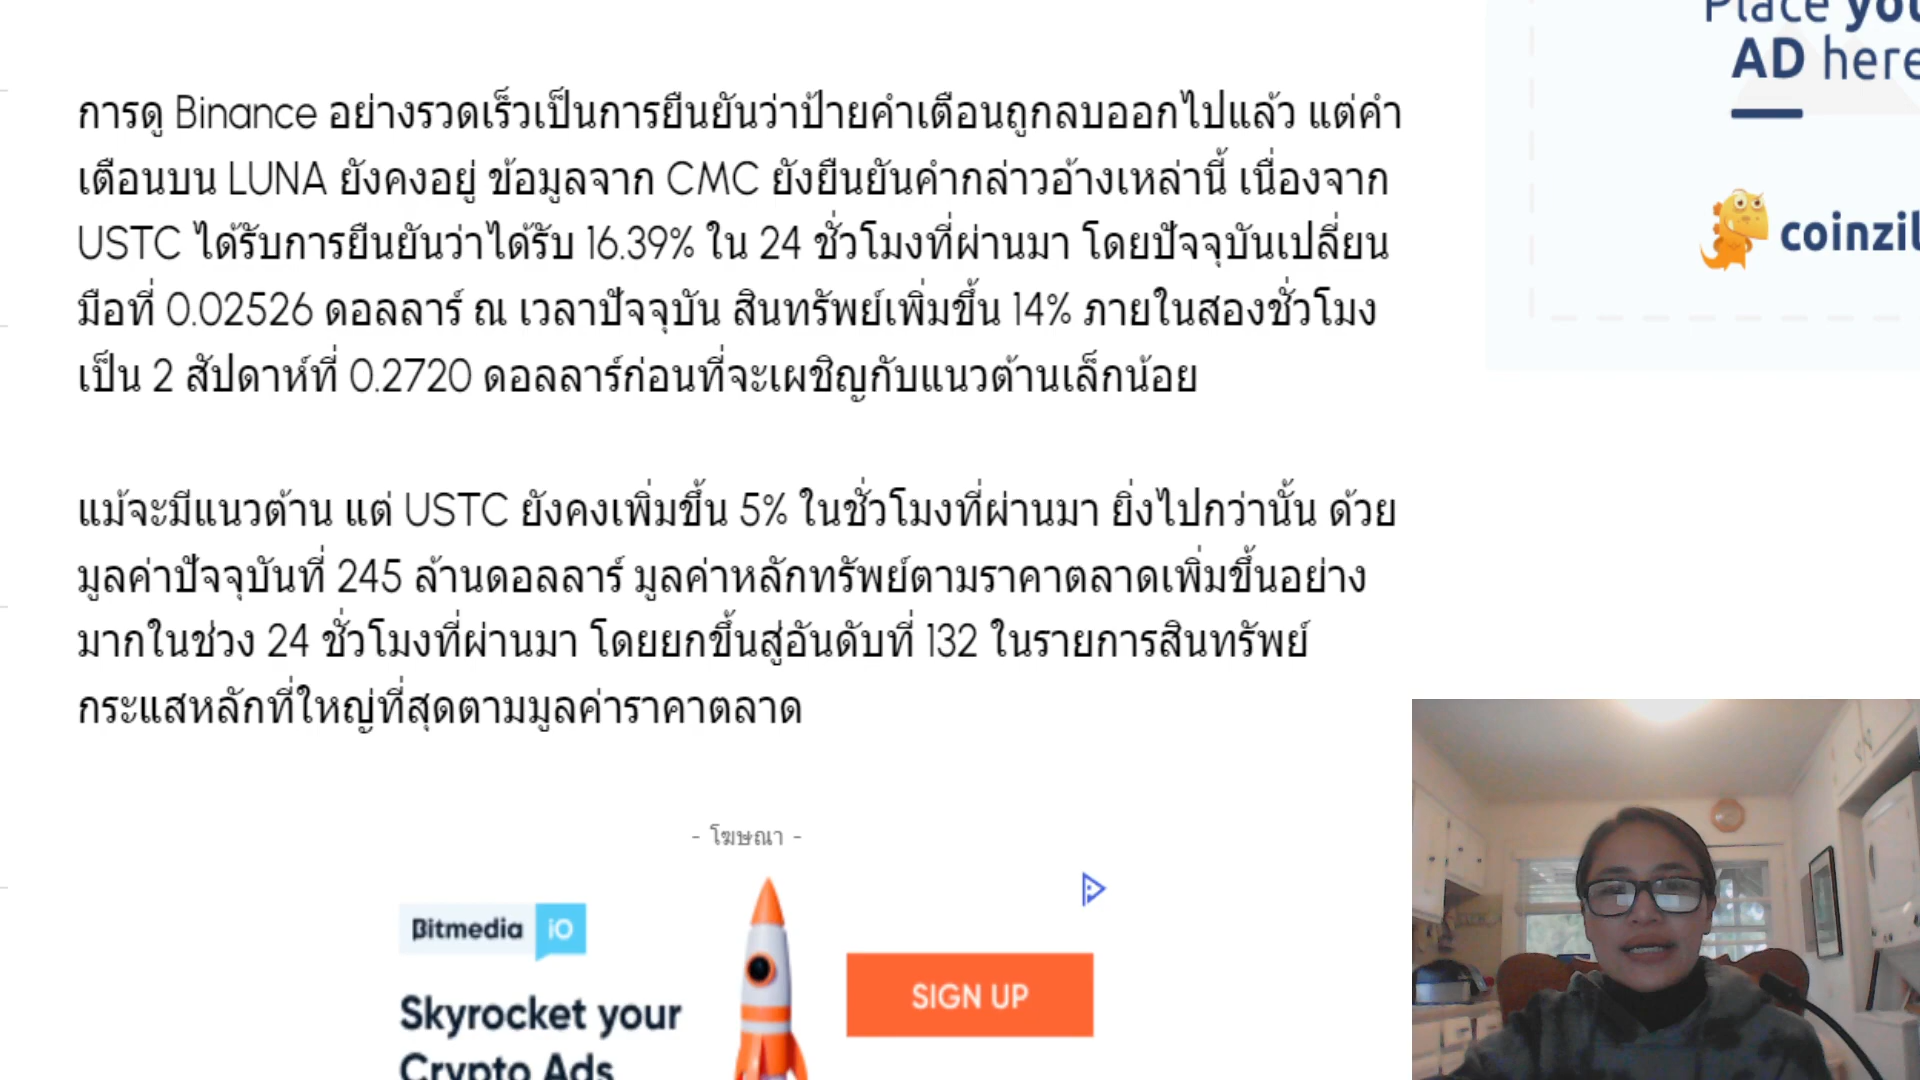 การดู Binance อย่างรวดเร็วเป็นการยืนยันว่าป้ายคำเตือนถูกลบออกไปแล้ว แต่คำ
เตือนบน LUNA ยังคงอยู่ ข้อมูลจาก CMC ยังยืนยันคำกล่าวอ้างเหล่านี้ เนื่องจาก
USTC ได้รับการยืนยันว่าได้รับ 16.39% ใน 24 ชั่วโมงที่ผ่านมา โดยปัจจุบันเปลี่ยน
มือที่ 0.02526 ดอลลาร์ ณ เวลาปัจจุบัน สินทรัพย์เพิ่มขึ้น 14% ภายในสองชั่วโมง
เป็น 2 สัปดาห์ที่ 0.2720 ดอลลาร์ก่อนที่จะเผชิญกับแนวต้านเล็กน้อย
แม้จะมีแนวต้าน แต่ USTC ยังคงเพิ่มขึ้น 5% ในชั่วโมงที่ผ่านมา ยิ่งไปกว่านั้น ด้วย
มูลค่าปัจจุบันที่ 245 ล้านดอลลาร์ มูลค่าหลักทรัพย์ตามราคาตลาดเพิ่มขึ้นอย่าง
มากในช่วง 24 ชั่วโมงที่ผ่านมา โดยยกขึ้นสู่อันดับที่ 132 ในรายการสินทรัพย์
กระแสหลักที่ใหญ่ที่สุดตามมูลค่าราคาตลาด
- โฆษณา -
Bitmedia iO
Skyrocket your
Crypto Ads
SIGN UP
Place you
AD here
coinzil